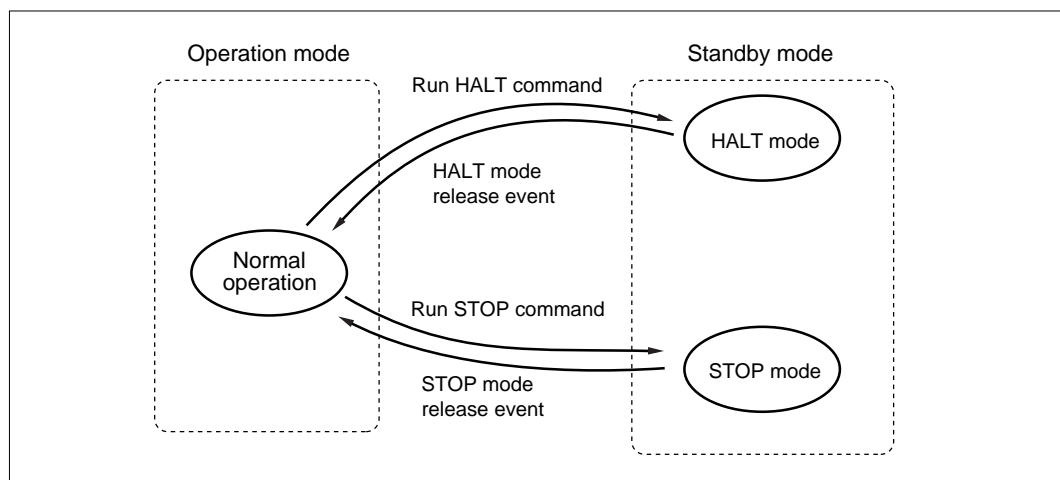 Operation mode
Standby mode
Run HALT command
HALT mode
HALT mode
release event
Normal
operation
Run STOP command
STOP mode
STOP mode
release event